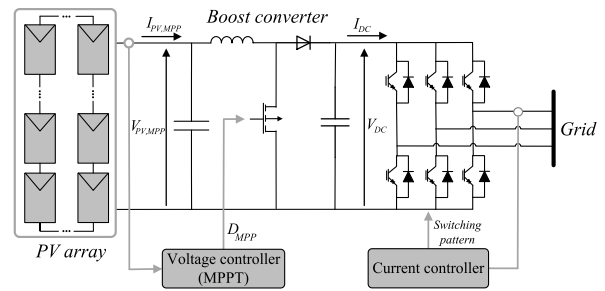 Boost converter
I_PV,MPP
I_DC
V_PV,MPP
V_DC
Grid
D_MPP
Switching
pattern
PV array
Voltage controller
(MPPT)
Current controller